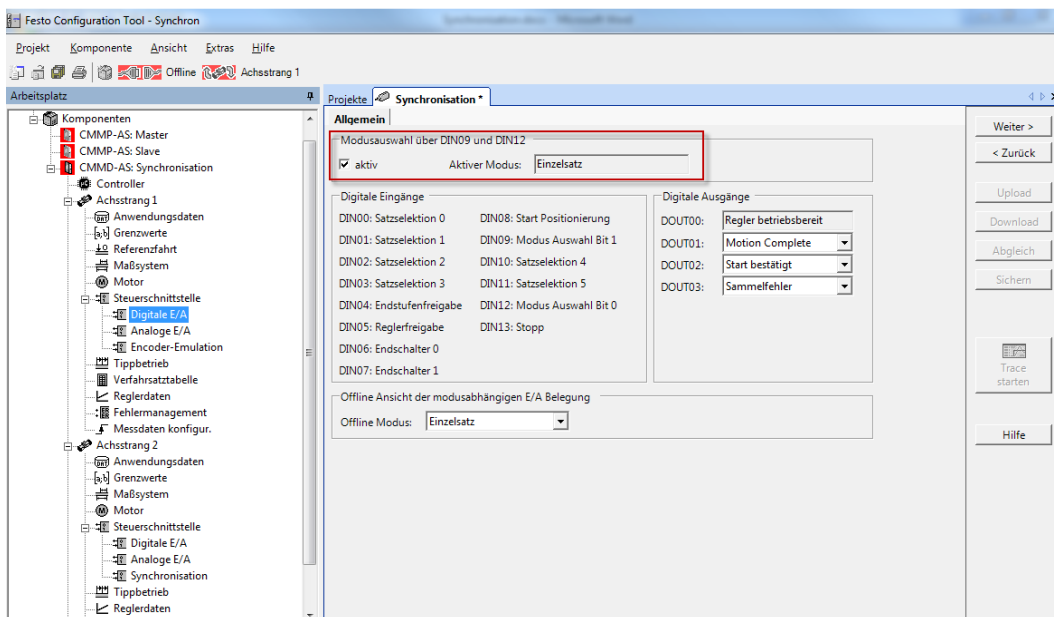 Festo Configuration Tool - Synchron
Synchronisation.docx - Microsoft Word
Projekt Komponente Ansicht Extras Hilfe
Offline Achsstrang 1
Arbeitsplatz
Komponenten
CMMP-AS: Master
CMMP-AS: Slave
CMMD-AS: Synchronisation
Controller
Achsstrang 1
Anwendungsdaten
Grenzwerte
Referenzfahrt
Maßsystem
Motor
Steuerschnittstelle
Digitale E/A
Analoge E/A
Encoder-Emulation
Tippbetrieb
Verfahrsatztabelle
Reglerdaten
Fehlermanagement
Messdaten konfigur.
Achsstrang 2
Anwendungsdaten
Grenzwerte
Maßsystem
Motor
Steuerschnittstelle
Digitale E/A
Analoge E/A
Synchronisation
Tippbetrieb
Reglerdaten
Projekte Synchronisation *
Allgemein
Modusauswahl über DIN09 und DIN12
aktiv Aktiver Modus: Einzelsatz
Digitale Eingänge
DIN00: Satzselektion 0 DIN08: Start Positionierung
DIN01: Satzselektion 1 DIN09: Modus Auswahl Bit 1
DIN02: Satzselektion 2 DIN10: Satzselektion 4
DIN03: Satzselektion 3 DIN11: Satzselektion 5
DIN04: Endstufenfreigabe DIN12: Modus Auswahl Bit 0
DIN05: Reglerfreigabe DIN13: Stopp
DIN06: Endschalter 0
DIN07: Endschalter 1
Digitale Ausgänge
DOUT00: Regler betriebsbereit
DOUT01: Motion Complete
DOUT02: Start bestätigt
DOUT03: Sammelfehler
Offline Ansicht der modusabhängigen E/A Belegung
Offline Modus: Einzelsatz
Weiter >
< Zurück
Upload
Download
Abgleich
Sichern
Trace
starten
Hilfe